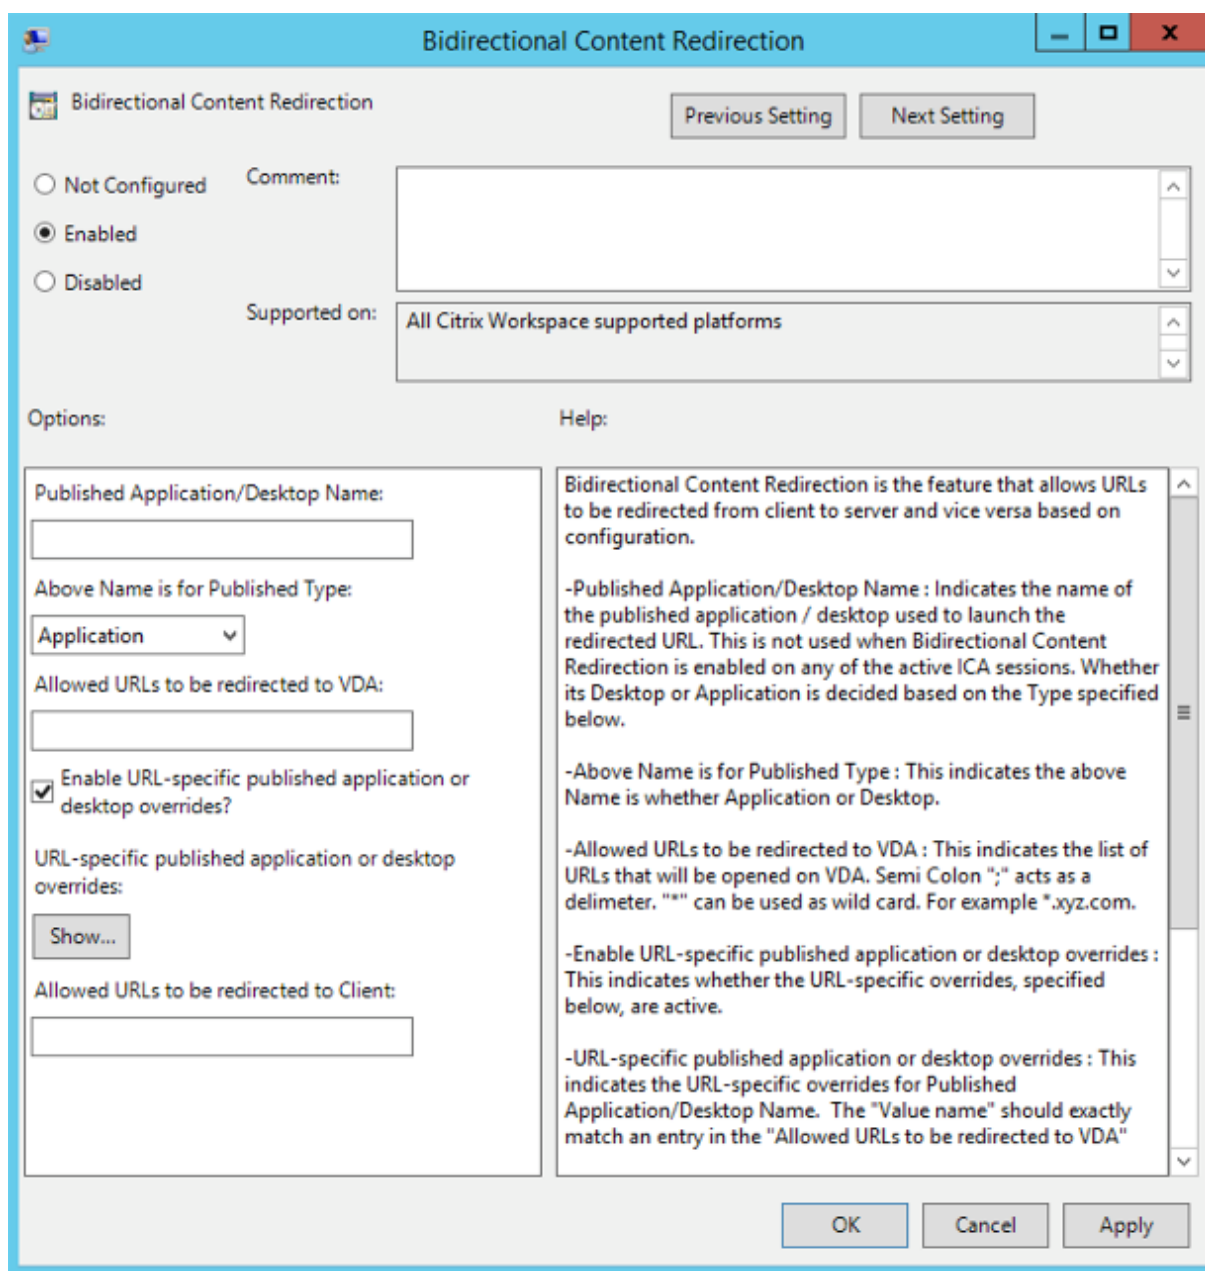 Bidirectional Content Redirection
Bidirectional Content Redirection
Previous Setting
Next Setting
Not Configured
Enabled
Disabled
Comment:
Supported on:
All Citrix Workspace supported platforms
Options:
Help:
Published Application/Desktop Name:
Above Name is for Published Type:
Application
Allowed URLs to be redirected to VDA:
Enable URL-specific published application or
desktop overrides?
URL-specific published application or desktop
overrides:
Show...
Allowed URLs to be redirected to Client:
Bidirectional Content Redirection is the feature that allows URLs
to be redirected from client to server and vice versa based on
configuration.
-Published Application/Desktop Name : Indicates the name of
the published application / desktop used to launch the
redirected URL. This is not used when Bidirectional Content
Redirection is enabled on any of the active ICA sessions. Whether
its Desktop or Application is decided based on the Type specified
below.
-Above Name is for Published Type : This indicates the above
Name is whether Application or Desktop.
-Allowed URLs to be redirected to VDA : This indicates the list of
URLs that will be opened on VDA. Semi Colon ";" acts as a
delimeter. "*" can be used as wild card. For example *.xyz.com.
-Enable URL-specific published application or desktop overrides :
This indicates whether the URL-specific overrides, specified
below, are active.
-URL-specific published application or desktop overrides : This
indicates the URL-specific overrides for Published
Application/Desktop Name.  The "Value name" should exactly
match an entry in the "Allowed URLs to be redirected to VDA"
OK
Cancel
Apply